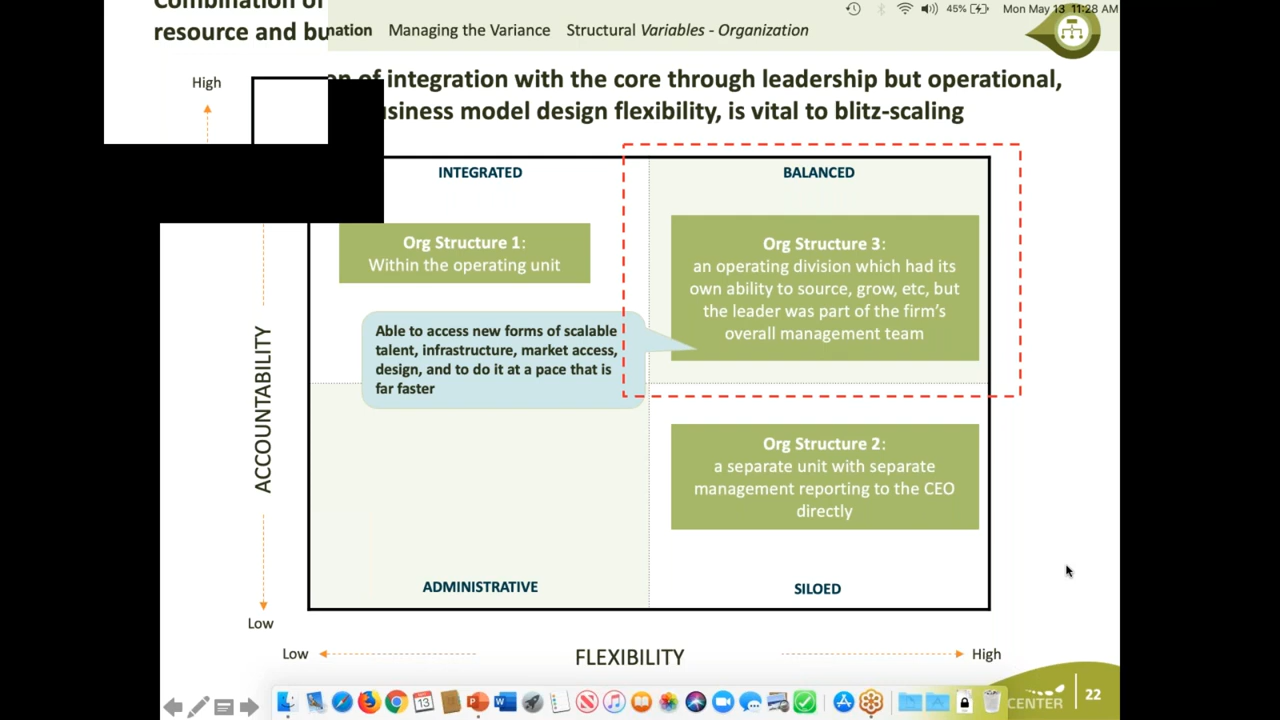 Combination of
resource and bu
45% Mon May 13 11:28 AM
nation Managing the Variance Structural Variables - Organization
on of integration with the core through leadership but operational,
usiness model design flexibility, is vital to blitz-scaling
High
INTEGRATED
BALANCED
Org Structure 1:
Within the operating unit
Org Structure 3:
an operating division which had its
own ability to source, grow, etc, but
the leader was part of the firm's
overall management team
Able to access new forms of scalable
talent, infrastructure, market access,
design, and to do it at a pace that is
far faster
ACCOUNTABILITY
Org Structure 2:
a separate unit with separate
management reporting to the CEO
directly
ADMINISTRATIVE
SILOED
Low
Low
FLEXIBILITY
High
13
CENTER
22